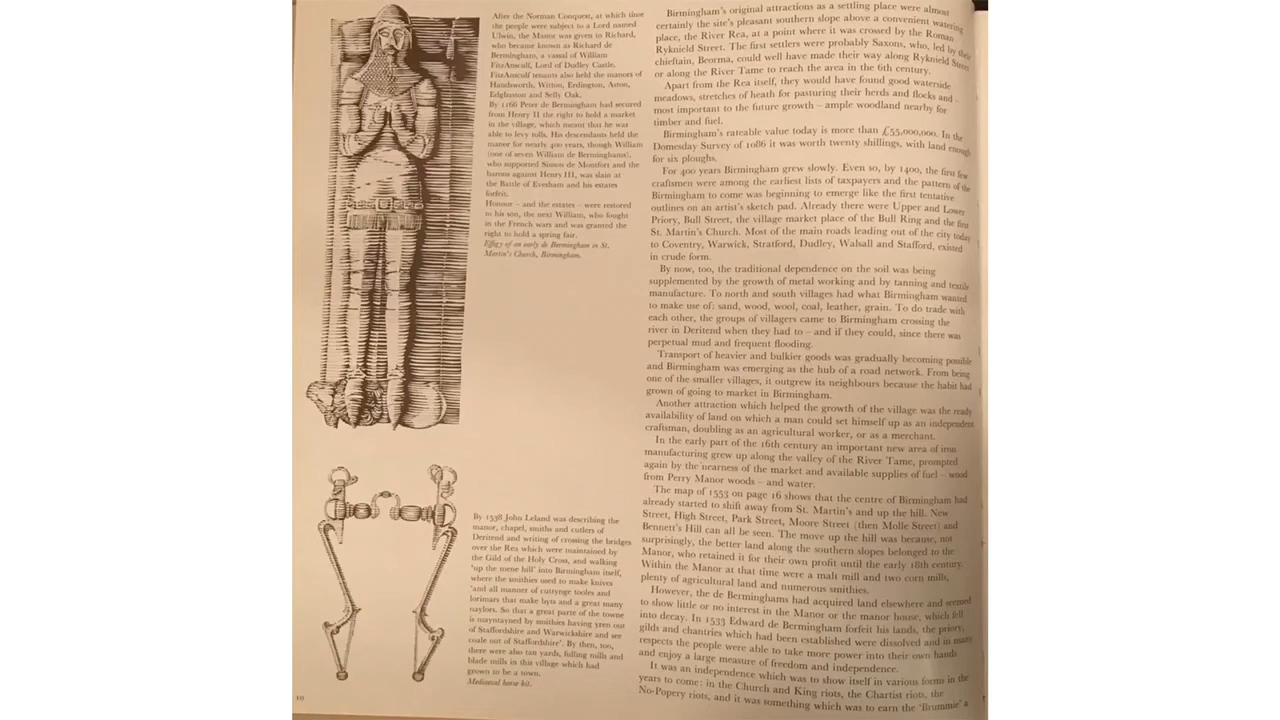 After the Norman Conquest, at which time
the people were subject to a Lord named
Ulwin, the Manor was given to Richard,
who became known as Richard de
Bermingham, a vassal of William
FitzAnsculf, Lord of Dudley Castle.
FitzAnsculf tenants also held the manors of
Handsworth, Witton, Erdington, Aston,
Edgbaston and Selly Oak.
By 1166 Peter de Bermingham had secured
from Henry II the right to hold a market
in the village, which meant that he was
able to levy tolls. His descendants held the
manor for nearly 400 years, though William
(one of seven William de Berminghams),
who supported Simon de Montfort and the
barons against Henry III, was slain at
the Battle of Evesham and his estates
forfeit.
Honour – and the estates – were restored
to his son, the next William, who fought
in the French wars and was granted the
right to hold a spring fair.
Effigy of an early de Bermingham in St.
Martin's Church, Birmingham.
By 1538 John Leland was describing the
manor, chapel, smiths and cutlers of
Deritend and writing of crossing the bridges
over the Rea which were maintained by
the Gild of the Holy Cross, and walking
'up the mene hill' into Birmingham itself,
where the smithies used to make knives
'and all manner of cuttynge tooles and
lorimars that make byts and a great many
naylors. So that a great parte of the towne
is mayntayned by smithies having yren out
of Staffordshire and Warwickshire and see
coale out of Staffordshire'. By then, too,
there were also tan yards, fulling mills and
blade mills in this village which had
grown to be a town.
Mediaeval horse bit.
10
Birmingham's original attractions as a settling place were almost
certainly the site's pleasant southern slope above a convenient watering
place, the River Rea, at a point where it was crossed by the Roman
Ryknield Street. The first settlers were probably Saxons, who, led by their
chieftain, Beorma, could well have made their way along Ryknield Street
or along the River Tame to reach the area in the 6th century.
Apart from the Rea itself, they would have found good waterside
meadows, stretches of heath for pasturing their herds and flocks and –
most important to the future growth – ample woodland nearby for
timber and fuel.
Birmingham's rateable value today is more than £55,000,000. In the
Domesday Survey of 1086 it was worth twenty shillings, with land enough
for six ploughs.
For 400 years Birmingham grew slowly. Even so, by 1400, the first few
craftsmen were among the earliest lists of taxpayers and the pattern of the
Birmingham to come was beginning to emerge like the first tentative
outlines on an artist's sketch pad. Already there were Upper and Lower
Priory, Bull Street, the village market place of the Bull Ring and the first
St. Martin's Church. Most of the main roads leading out of the city today
to Coventry, Warwick, Stratford, Dudley, Walsall and Stafford, existed
in crude form.
By now, too, the traditional dependence on the soil was being
supplemented by the growth of metal working and by tanning and textile
manufacture. To north and south villages had what Birmingham wanted
to make use of: sand, wood, wool, coal, leather, grain. To do trade with
each other, the groups of villagers came to Birmingham crossing the
river in Deritend when they had to – and if they could, since there was
perpetual mud and frequent flooding.
Transport of heavier and bulkier goods was gradually becoming possible
and Birmingham was emerging as the hub of a road network. From being
one of the smaller villages, it outgrew its neighbours because the habit had
grown of going to market in Birmingham.
Another attraction which helped the growth of the village was the ready
availability of land on which a man could set himself up as an independent
craftsman, doubling as an agricultural worker, or as a merchant.
In the early part of the 16th century an important new area of iron
manufacturing grew up along the valley of the River Tame, prompted
again by the nearness of the market and available supplies of fuel – wood
from Perry Manor woods – and water.
The map of 1553 on page 16 shows that the centre of Birmingham had
already started to shift away from St. Martin's and up the hill. New
Street, High Street, Park Street, Moore Street (then Molle Street) and
Bennett's Hill can all be seen. The move up the hill was because, not
surprisingly, the better land along the southern slopes belonged to the
Manor, who retained it for their own profit until the early 18th century.
Within the Manor at that time were a malt mill and two corn mills,
plenty of agricultural land and numerous smithies.
However, the de Berminghams had acquired land elsewhere and seemed
to show little or no interest in the Manor or the manor house, which fell
into decay. In 1533 Edward de Bermingham forfeit his lands, the priory,
gilds and chantries which had been established were dissolved and in many
respects the people were able to take more power into their own hands
and enjoy a large measure of freedom and independence.
It was an independence which was to show itself in various forms in the
years to come: in the Church and King riots, the Chartist riots, the
No-Popery riots, and it was something which was to earn the 'Brummie' a